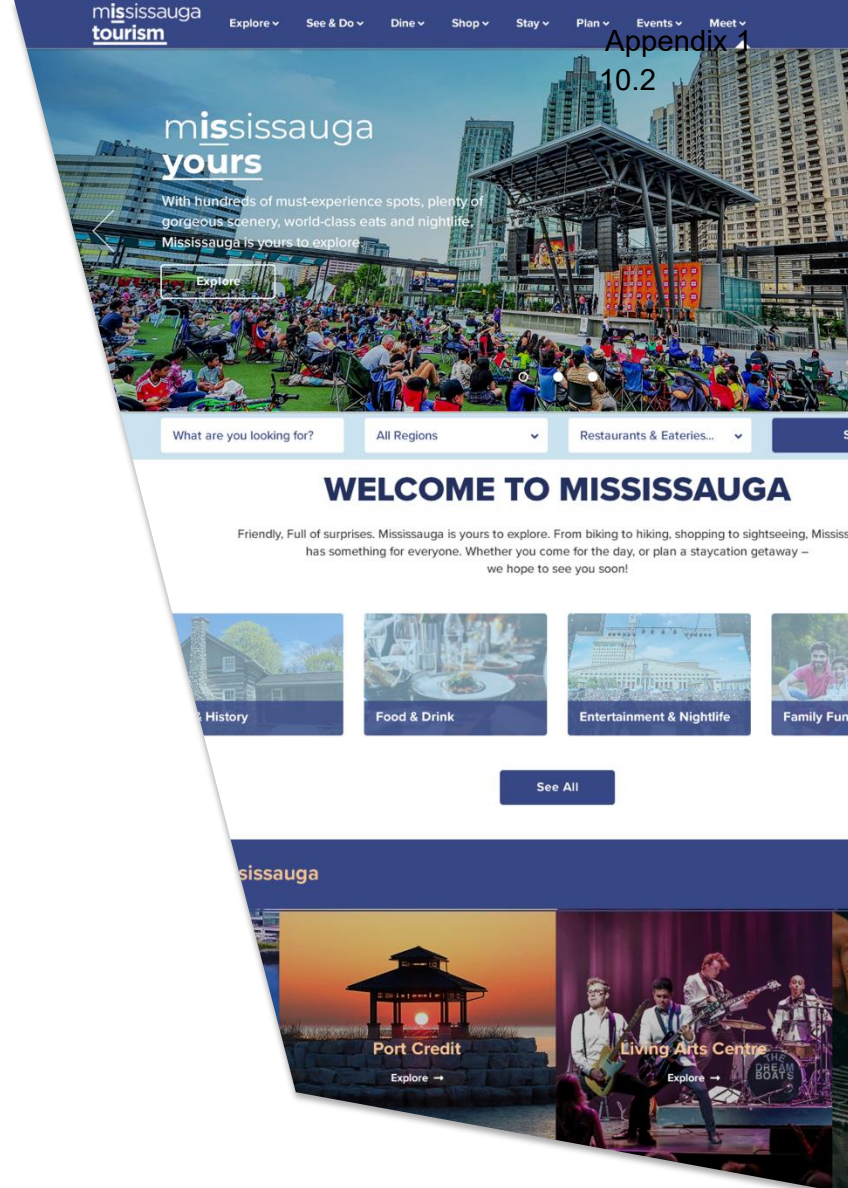 mississauga
tourism
Explore See & Do Dine Shop Stay Plan Events Meet
Appendix 1
10.2
mississauga
yours
With hundreds of must-experience spots, plenty of
gorgeous scenery, world-class eats and nightlife,
Mississauga is yours to explore.
Explore
What are you looking for? All Regions Restaurants & Eateries... S
WELCOME TO MISSISSAUGA
Friendly, Full of surprises. Mississauga is yours to explore. From biking to hiking, shopping to sightseeing, Missis
has something for everyone. Whether you come for the day, or plan a staycation getaway –
we hope to see you soon!
& History Food & Drink Entertainment & Nightlife Family Fun
See All
sissauga
Port Credit
Explore →
Living Arts Centre
Explore →
THE
DREAM
BOATS